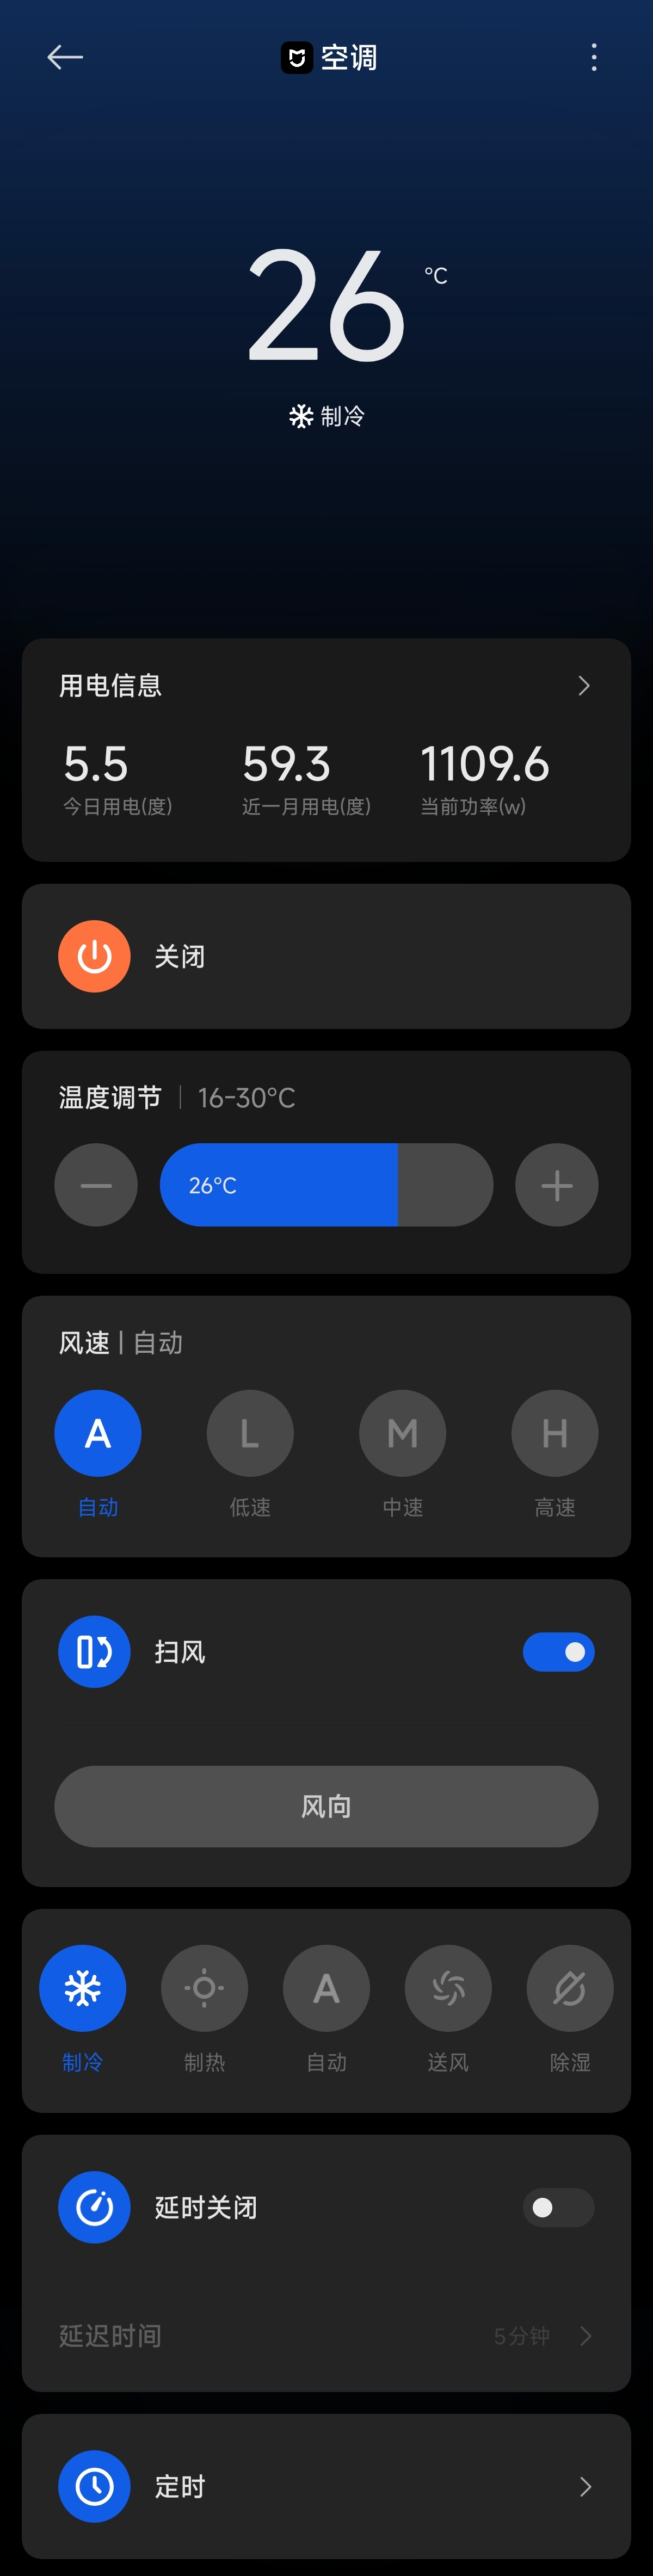 空调
26 °C
制冷
用电信息
5.5 59.3 1109.6
今日用电(度) 近一月用电(度) 当前功率(w)
关闭
温度调节 | 16-30°C
26°C
风速 | 自动
A L M H
自动 低速 中速 高速
扫风
风向
A
制冷 制热 自动 送风 除湿
延时关闭
延迟时间 5分钟
定时